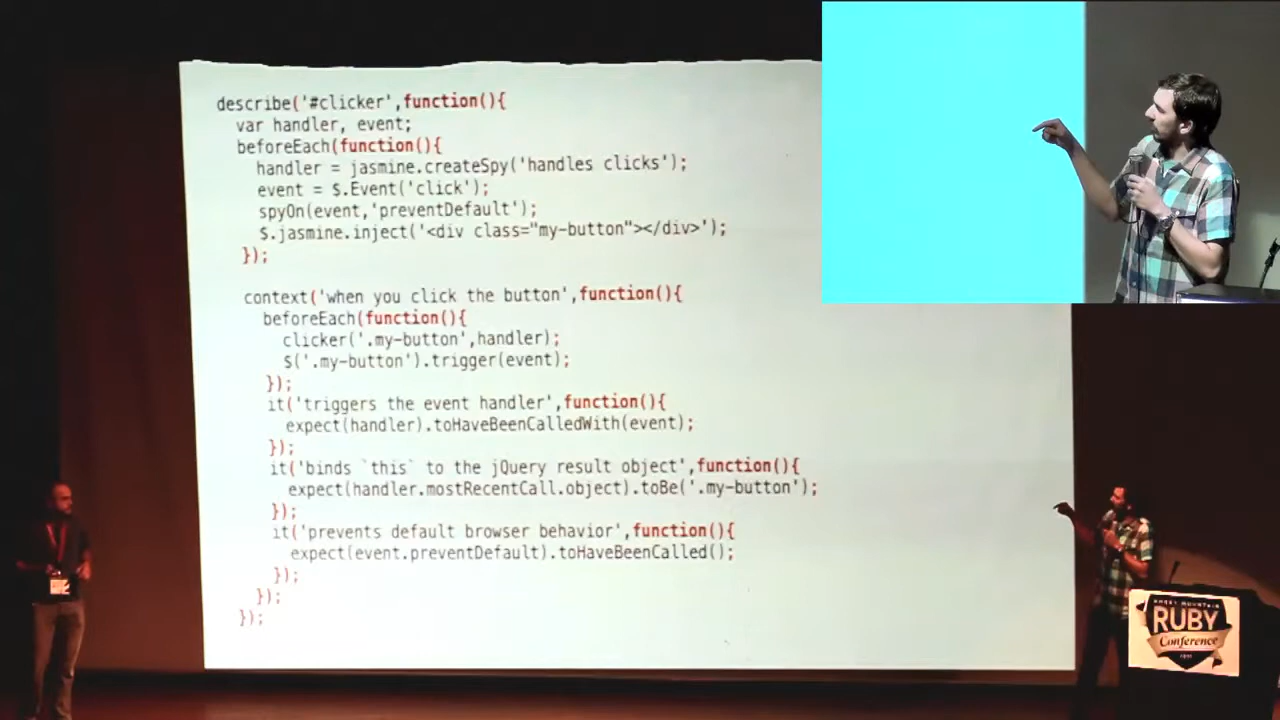 describe('#clicker',function(){
var handler, event;
beforeEach(function(){
handler = jasmine.createSpy('handles clicks');
event = $.Event('click');
spyOn(event,'preventDefault');
$.jasmine.inject('<div class="my-button"></div>');
});
context('when you click the button',function(){
beforeEach(function(){
clicker('.my-button',handler);
$('.my-button').trigger(event);
});
it('triggers the event handler',function(){
expect(handler).toHaveBeenCalledWith(event);
});
it('binds `this` to the jQuery result object',function(){
expect(handler.mostRecentCall.object).toBe('.my-button');
});
it('prevents default browser behavior',function(){
expect(event.preventDefault).toHaveBeenCalled();
});
});
});
MOUNTAIN
RUBY
Conference